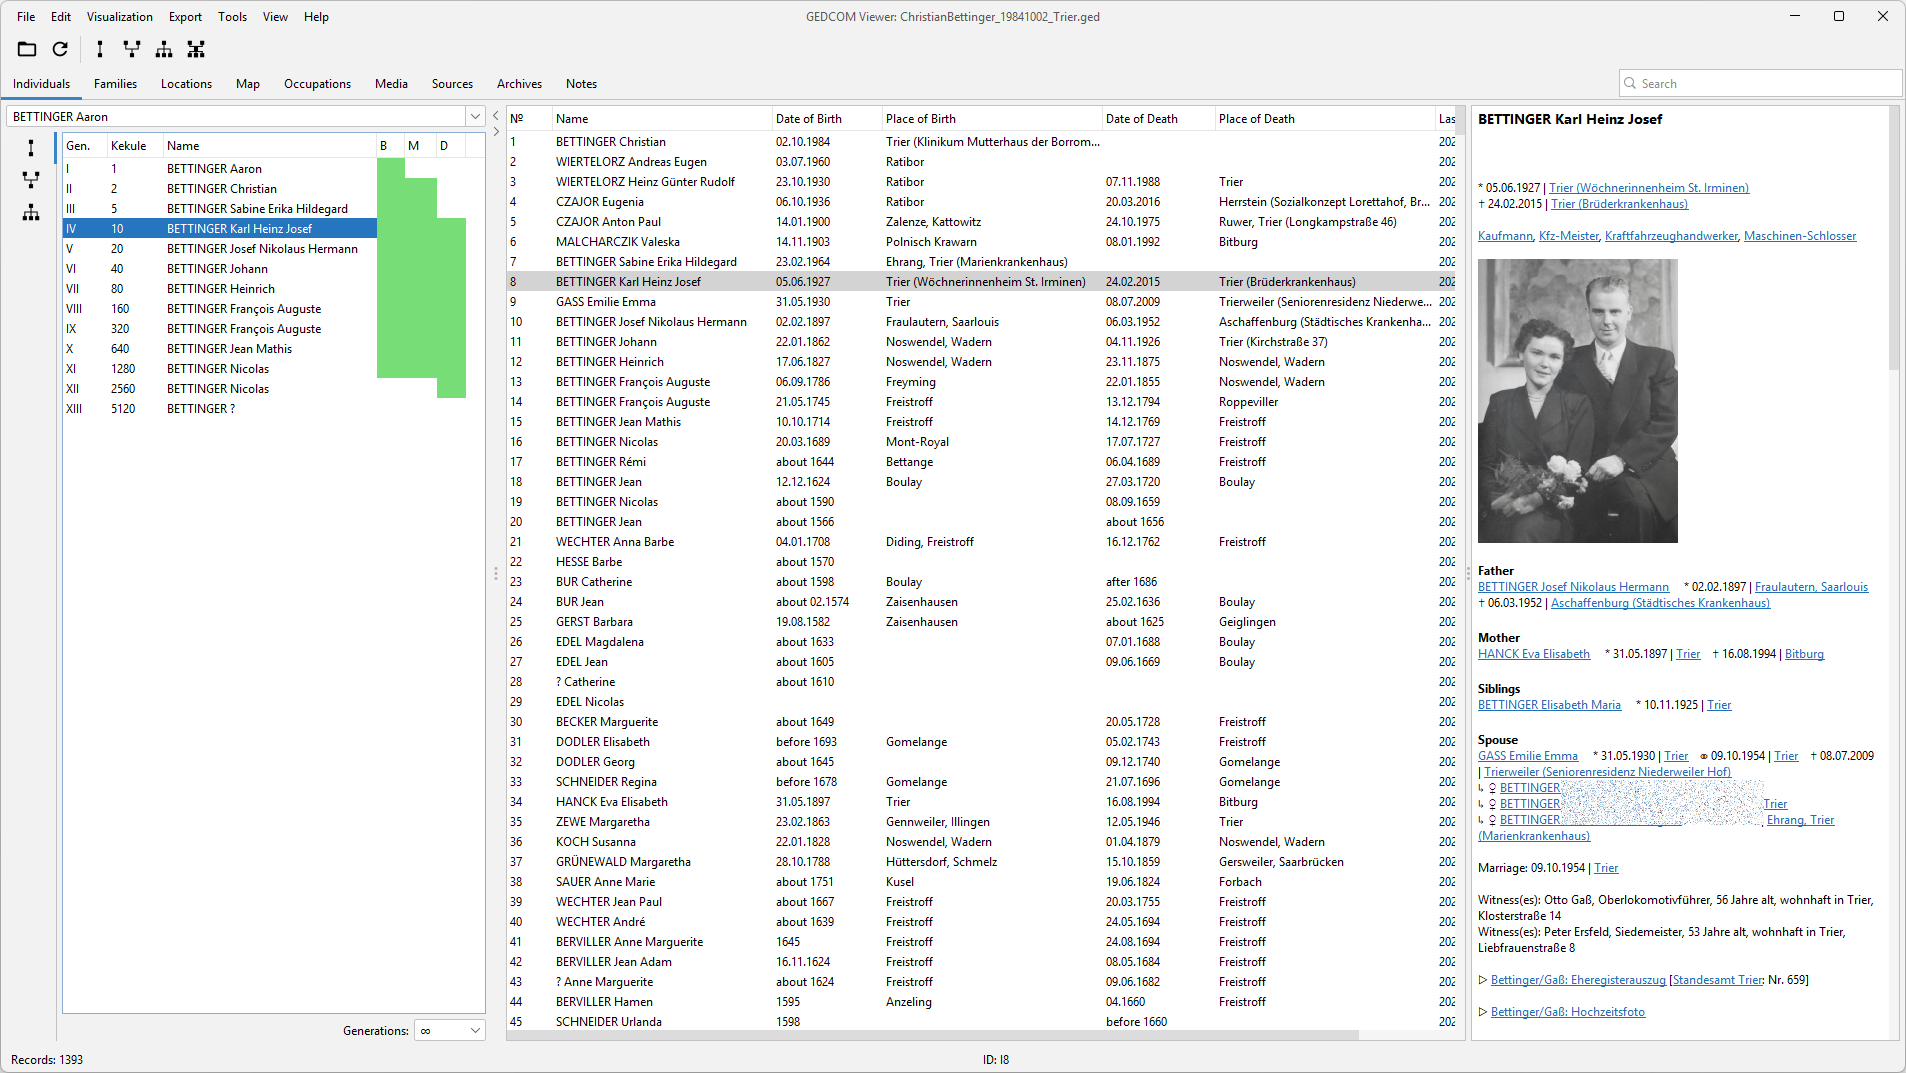 File Edit Visualization Export Tools View Help
GEDCOM Viewer: ChristianBettinger_19841002_Trier.ged
Individuals Families Locations Map Occupations Media Sources Archives Notes
Search
BETTINGER Aaron
Gen. Kekule Name B M D
I 1 BETTINGER Aaron
II 2 BETTINGER Christian
III 5 BETTINGER Sabine Erika Hildegard
IV 10 BETTINGER Karl Heinz Josef
V 20 BETTINGER Josef Nikolaus Hermann
VI 40 BETTINGER Johann
VII 80 BETTINGER Heinrich
VIII 160 BETTINGER François Auguste
IX 320 BETTINGER François Auguste
X 640 BETTINGER Jean Mathis
XI 1280 BETTINGER Nicolas
XII 2560 BETTINGER Nicolas
XIII 5120 BETTINGER ?
Generations: ∞
Nº Name Date of Birth Place of Birth Date of Death Place of Death Las
1 BETTINGER Christian 02.10.1984 Trier (Klinikum Mutterhaus der Borrom... 202
2 WIERTELORZ Andreas Eugen 03.07.1960 Ratibor 202
3 WIERTELORZ Heinz Günter Rudolf 23.10.1930 Ratibor 07.11.1988 Trier 202
4 CZAJOR Eugenia 06.10.1936 Ratibor 20.03.2016 Herrstein (Sozialkonzept Lorettahof, Br... 202
5 CZAJOR Anton Paul 14.01.1900 Zalenze, Kattowitz 24.10.1975 Ruwer, Trier (Longkampstraße 46) 202
6 MALCHARCZIK Valeska 14.11.1903 Polnisch Krawarn 08.01.1992 Bitburg 202
7 BETTINGER Sabine Erika Hildegard 23.02.1964 Ehrang, Trier (Marienkrankenhaus) 202
8 BETTINGER Karl Heinz Josef 05.06.1927 Trier (Wöchnerinnenheim St. Irminen) 24.02.2015 Trier (Brüderkrankenhaus) 202
9 GASS Emilie Emma 31.05.1930 Trier 08.07.2009 Trierweiler (Seniorenresidenz Niederwe... 202
10 BETTINGER Josef Nikolaus Hermann 02.02.1897 Fraulautern, Saarlouis 06.03.1952 Aschaffenburg (Städtisches Krankenha... 202
11 BETTINGER Johann 22.01.1862 Noswendel, Wadern 04.11.1926 Trier (Kirchstraße 37) 202
12 BETTINGER Heinrich 17.06.1827 Noswendel, Wadern 23.11.1875 Noswendel, Wadern 202
13 BETTINGER François Auguste 06.09.1786 Freyming 22.01.1855 Noswendel, Wadern 202
14 BETTINGER François Auguste 21.05.1745 Freistroff 13.12.1794 Roppeviller 202
15 BETTINGER Jean Mathis 10.10.1714 Freistroff 14.12.1769 Freistroff 202
16 BETTINGER Nicolas 20.03.1689 Mont-Royal 17.07.1727 Freistroff 202
17 BETTINGER Rémi about 1644 Bettange 06.04.1689 Freistroff 202
18 BETTINGER Jean 12.12.1624 Boulay 27.03.1720 Boulay 202
19 BETTINGER Nicolas about 1590 08.09.1659 202
20 BETTINGER Jean about 1566 about 1656 202
21 WECHTER Anna Barbe 04.01.1708 Diding, Freistroff 16.12.1762 Freistroff 202
22 HESSE Barbe about 1570 202
23 BUR Catherine about 1598 Boulay after 1686 202
24 BUR Jean about 02.1574 Zaisenhausen 25.02.1636 Boulay 202
25 GERST Barbara 19.08.1582 Zaisenhausen about 1625 Geiglingen 202
26 EDEL Magdalena about 1633 07.01.1688 Boulay 202
27 EDEL Jean about 1605 09.06.1669 Boulay 202
28 ? Catherine about 1610 202
29 EDEL Nicolas 202
30 BECKER Marguerite about 1649 20.05.1728 Freistroff 202
31 DODLER Elisabeth before 1693 Gomelange 05.02.1743 Freistroff 202
32 DODLER Georg about 1645 09.12.1740 Gomelange 202
33 SCHNEIDER Regina before 1678 Gomelange 21.07.1696 Gomelange 202
34 HANCK Eva Elisabeth 31.05.1897 Trier 16.08.1994 Bitburg 202
35 ZEWE Margaretha 23.02.1863 Gennweiler, Illingen 12.05.1946 Trier 202
36 KOCH Susanna 22.01.1828 Noswendel, Wadern 01.04.1879 Noswendel, Wadern 202
37 GRÜNEWALD Margaretha 28.10.1788 Hüttersdorf, Schmelz 15.10.1859 Gersweiler, Saarbrücken 202
38 SAUER Anne Marie about 1751 Kusel 19.06.1824 Forbach 202
39 WECHTER Jean Paul about 1667 Freistroff 20.03.1755 Freistroff 202
40 WECHTER André about 1639 Freistroff 24.05.1694 Freistroff 202
41 BERVILLER Anne Marguerite 1645 Freistroff 24.08.1694 Freistroff 202
42 BERVILLER Jean Adam 16.11.1624 Freistroff 08.05.1684 Freistroff 202
43 ? Anne Marguerite about 1624 Freistroff 09.06.1682 Freistroff 202
44 BERVILLER Hamen 1595 Anzeling 04.1660 Freistroff 202
45 SCHNEIDER Urlanda 1598 before 1660 202
BETTINGER Karl Heinz Josef
* 05.06.1927 | Trier (Wöchnerinnenheim St. Irminen)
† 24.02.2015 | Trier (Brüderkrankenhaus)
Kaufmann, Kfz-Meister, Kraftfahrzeughandwerker, Maschinen-Schlosser
Father
BETTINGER Josef Nikolaus Hermann * 02.02.1897 | Fraulautern, Saarlouis
† 06.03.1952 | Aschaffenburg (Städtisches Krankenhaus)
Mother
HANCK Eva Elisabeth * 31.05.1897 | Trier † 16.08.1994 | Bitburg
Siblings
BETTINGER Elisabeth Maria * 10.11.1925 | Trier
Spouse
GASS Emilie Emma * 31.05.1930 | Trier ⚭ 09.10.1954 | Trier † 08.07.2009
| Trierweiler (Seniorenresidenz Niederweiler Hof)
↳ ♀ BETTINGER
↳ ♀ BETTINGER Trier
↳ ♀ BETTINGER | Ehrang, Trier
(Marienkrankenhaus)
Marriage: 09.10.1954 | Trier
Witness(es): Otto Gaß, Oberlokomotivführer, 56 Jahre alt, wohnhaft in Trier,
Klosterstraße 14
Witness(es): Peter Ersfeld, Siedemeister, 53 Jahre alt, wohnhaft in Trier,
Liebfrauenstraße 8
▷ Bettinger/Gaß: Eheregisterauszug [Standesamt Trier: Nr. 659]
▷ Bettinger/Gaß: Hochzeitsfoto
Records: 1393
ID: I8